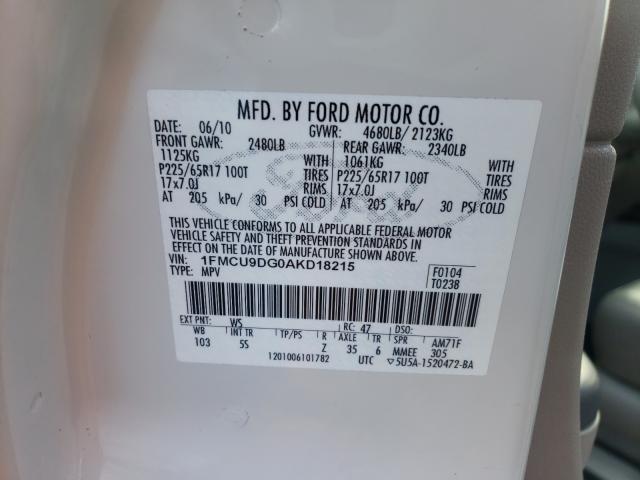 MFD. BY FORD MOTOR CO.
DATE: 06/10 GVWR: 4680LB/ 2123KG
FRONT GAWR: 2480LB REAR GAWR: 2340LB
1125KG WITH 1061KG WITH
P225/65R17 100T TIRES P225/65R17 100T TIRES
17x7.0J RIMS 17x7.0J RIMS
AT 205 kPa/ 30 PSI COLD AT 205 kPa/ 30 PSI COLD
THIS VEHICLE CONFORMS TO ALL APPLICABLE FEDERAL MOTOR
VEHICLE SAFETY AND THEFT PREVENTION STANDARDS IN
EFFECT ON THE DATE OF MANUFACTURE SHOWN ABOVE.
VIN: 1FMCU9DG0AKD18215 F0104
TYPE: MPV T0238
EXT PNT: WS RC: 47 DSO:
WB INT TR TP/PS R AXLE TR SPR AM71F
103 5S Z 35 6 MMEE 305
1201006101782 UTC 5U5A-1520472-BA
Ford